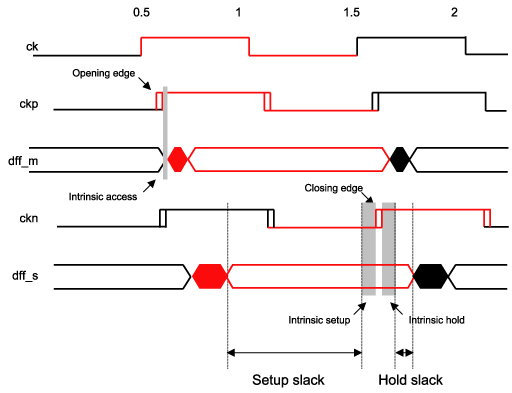 0.5 1 1.5 2
ck
Opening edge
ckp
dff_m
Intrinsic access
Closing edge
ckn
dff_s
Intrinsic setup Intrinsic hold
Setup slack Hold slack